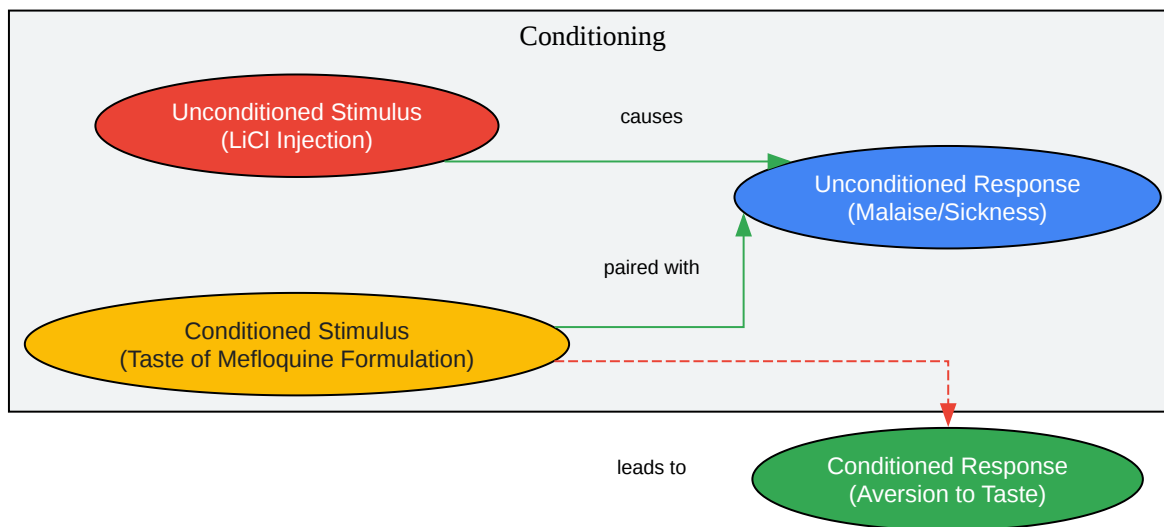 Conditioning
Unconditioned Stimulus
(LiCl Injection)
causes
Unconditioned Response
(Malaise/Sickness)
paired with
Conditioned Stimulus
(Taste of Mefloquine Formulation)
leads to
Conditioned Response
(Aversion to Taste)